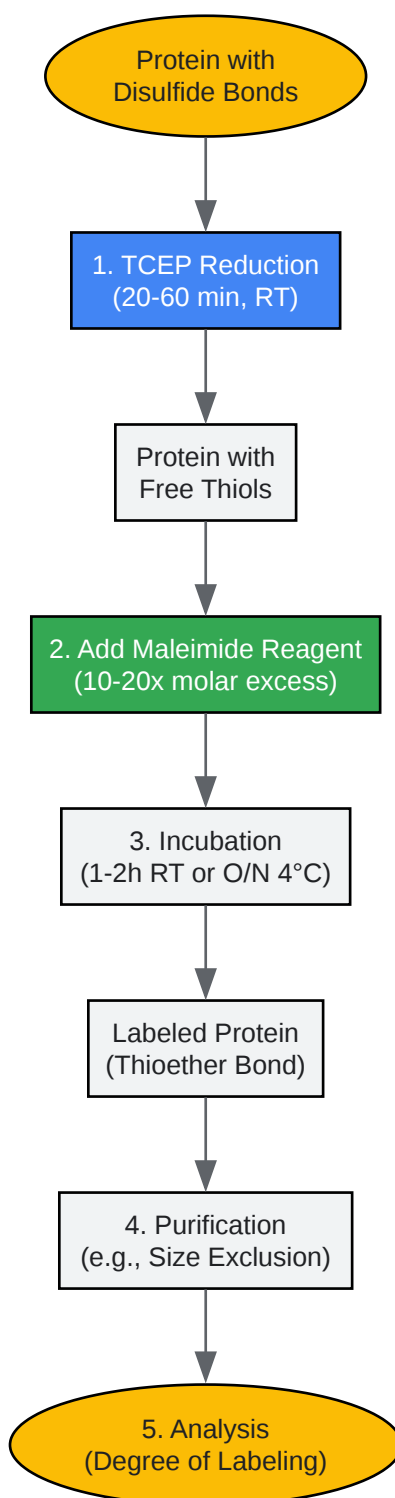 Protein with
Disulfide Bonds
1. TCEP Reduction
(20-60 min, RT)
Protein with
Free Thiols
2. Add Maleimide Reagent
(10-20x molar excess)
3. Incubation
(1-2h RT or O/N 4°C)
Labeled Protein
(Thioether Bond)
4. Purification
(e.g., Size Exclusion)
5. Analysis
(Degree of Labeling)